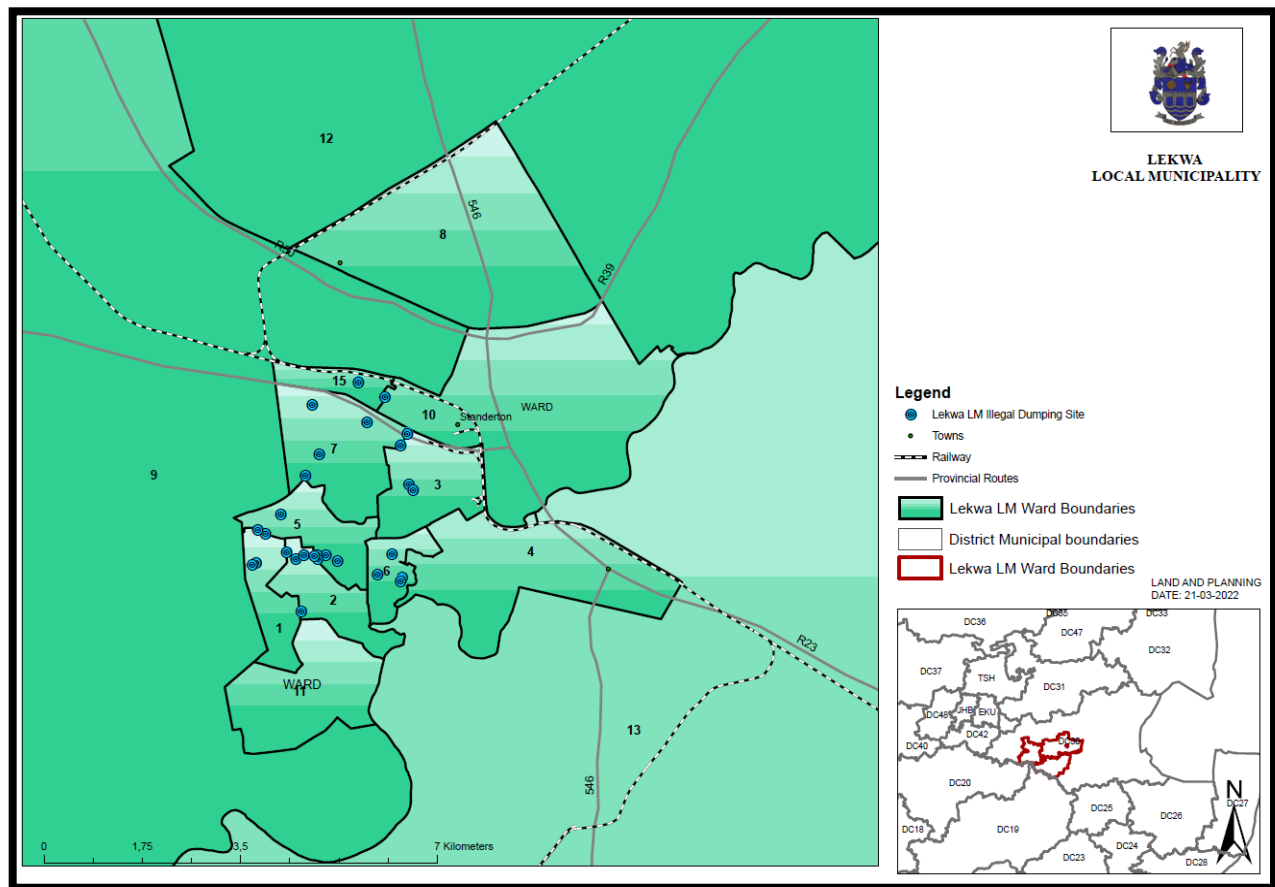 12
546
8
R39
15
10
Standerton
WARD
7
9
3
5
4
6
2
1
R23
WARD
11
13
546
0
1,75
3,5
7 Kilometers
LEKWA
LOCAL MUNICIPALITY
Legend
Lekwa LM Illegal Dumping Site
Towns
Railway
Provincial Routes
Lekwa LM Ward Boundaries
District Municipal boundaries
Lekwa LM Ward Boundaries
LAND AND PLANNING
DATE: 21-03-2022
DC36
DC33
DC47
DC32
DC37
TSH
DC31
JHB
EKU
DC48
DC42
DC40
DC20
N
DC27
DC25
DC26
DC18
DC19
DC24
DC23
DC28